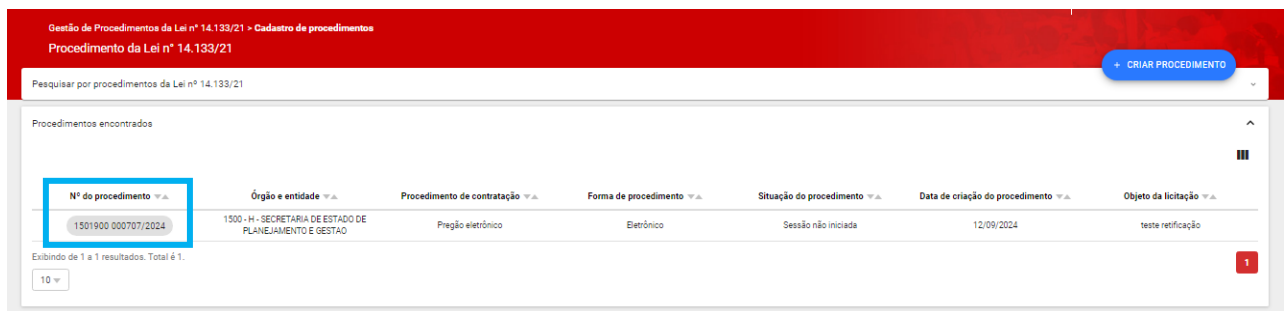 Gestão de Procedimentos da Lei nº 14.133/21 > Cadastro de procedimentos
Procedimento da Lei nº 14.133/21
+ CRIAR PROCEDIMENTO
Pesquisar por procedimentos da Lei nº 14.133/21
Procedimentos encontrados
Nº do procedimento Órgão e entidade Procedimento de contratação Forma de procedimento Situação do procedimento Data de criação do procedimento Objeto da licitação
1501900 000707/2024 1500 - H - SECRETARIA DE ESTADO DE Pregão eletrônico Eletrônico Sessão não iniciada 12/09/2024 teste retificação
PLANEJAMENTO E GESTAO
Exibindo de 1 a 1 resultados. Total é 1.
1
10